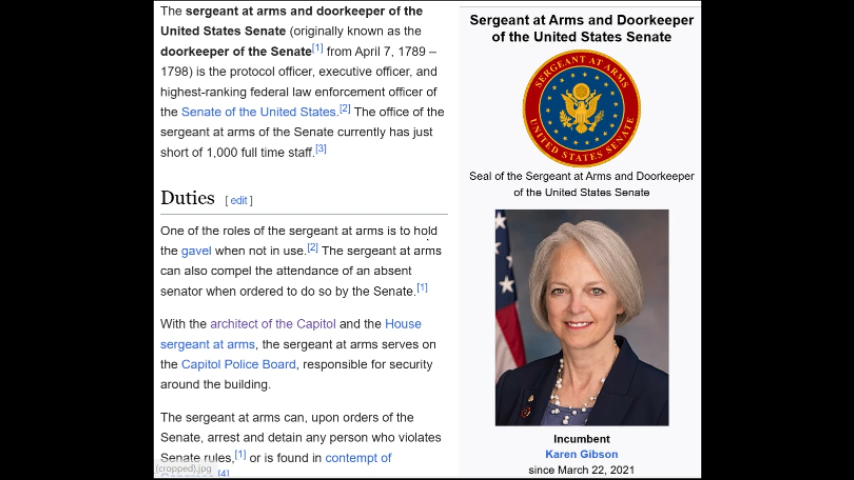 The sergeant at arms and doorkeeper of the
United States Senate (originally known as the
doorkeeper of the Senate[1] from April 7, 1789 –
1798) is the protocol officer, executive officer, and
highest-ranking federal law enforcement officer of
the Senate of the United States.[2] The office of the
sergeant at arms of the Senate currently has just
short of 1,000 full time staff.[3]
Duties [ edit ]
One of the roles of the sergeant at arms is to hold
the gavel when not in use.[2] The sergeant at arms
can also compel the attendance of an absent
senator when ordered to do so by the Senate.[1]
With the architect of the Capitol and the House
sergeant at arms, the sergeant at arms serves on
the Capitol Police Board, responsible for security
around the building.
The sergeant at arms can, upon orders of the
Senate, arrest and detain any person who violates
Senate rules,[1] or is found in contempt of
(cropped).jpg
[4]
Sergeant at Arms and Doorkeeper
of the United States Senate
SERGEANT AT ARMS
UNITED STATES SENATE
Seal of the Sergeant at Arms and Doorkeeper
of the United States Senate
Incumbent
Karen Gibson
since March 22, 2021